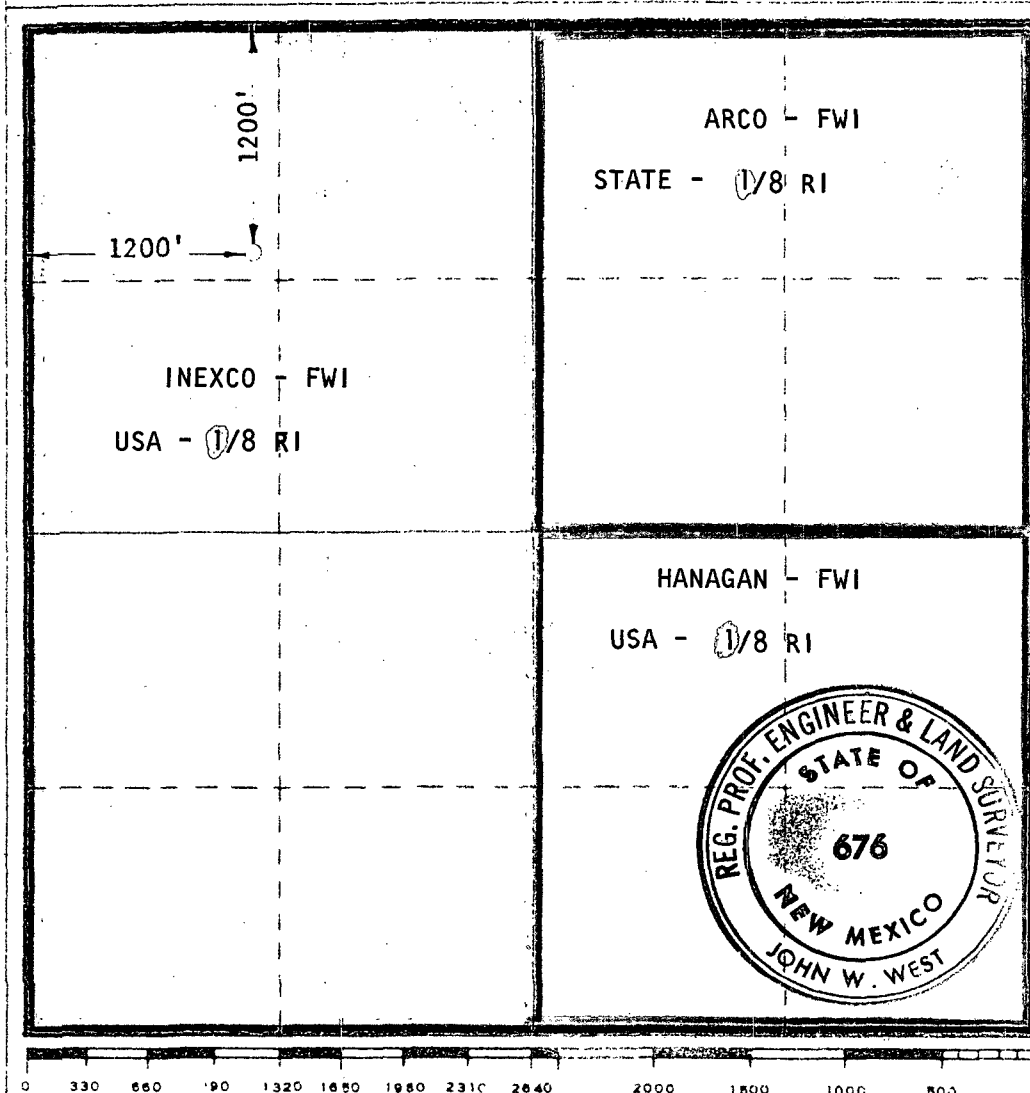 1200'
ARCO - FWI
STATE - 1/8 RI
1200'
INEXCO - FWI
USA - 1/8 RI
HANAGAN - FWI
USA - 1/8 RI
REG. PROF. ENGINEER & LAND SURVEYOR
STATE OF
676
NEW MEXICO
JOHN W. WEST
0 330 660 '90 1320 1650 1980 2310 2640 2000 1500 1000 500